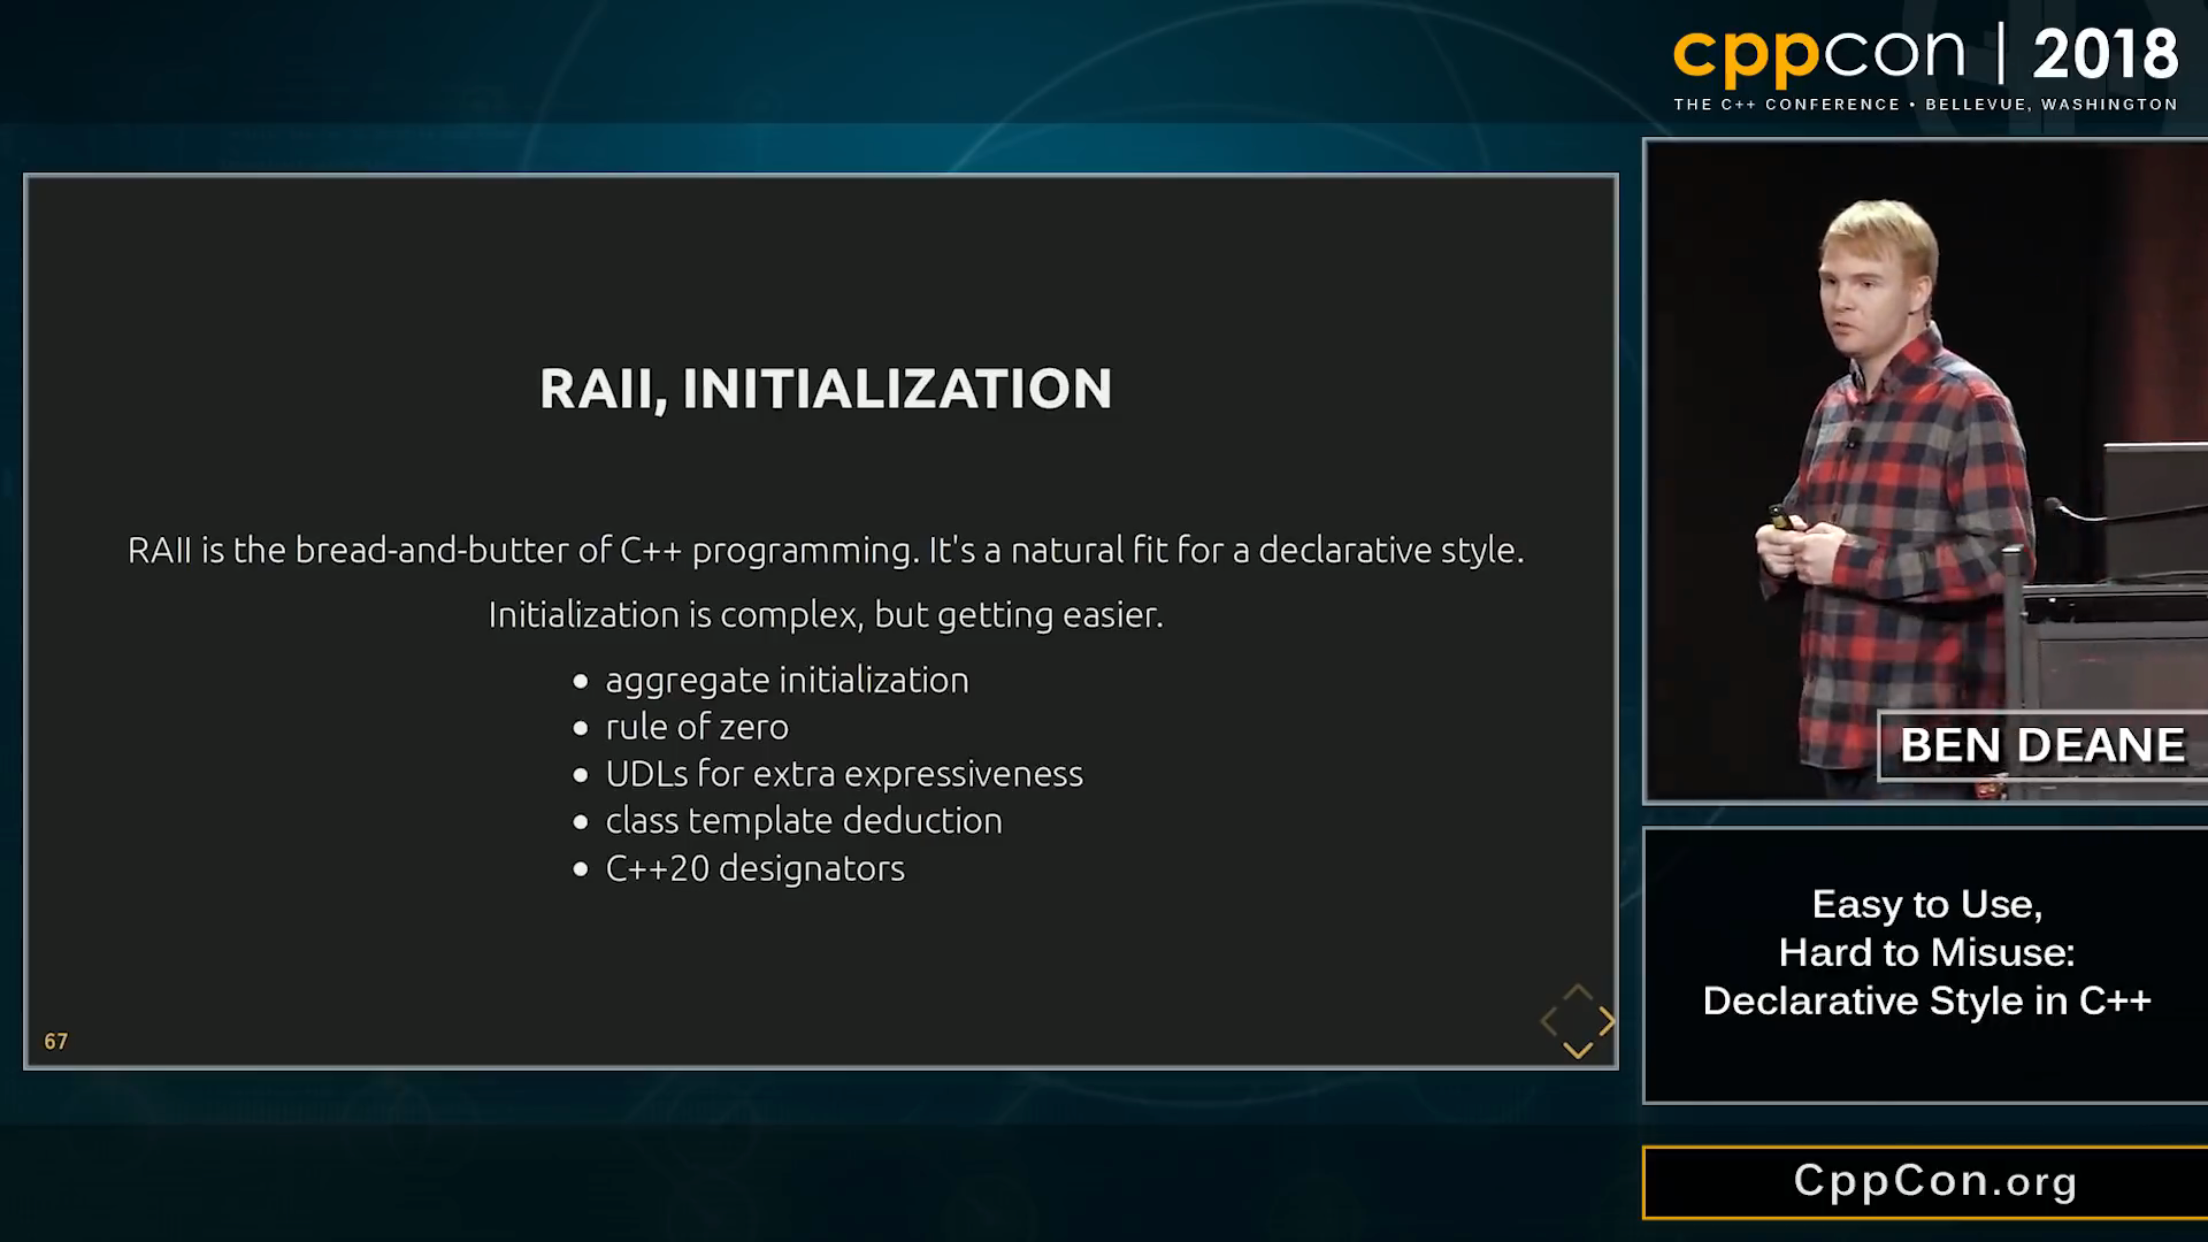 cppcon | 2018
THE C++ CONFERENCE • BELLEVUE, WASHINGTON
RAII, INITIALIZATION
RAII is the bread-and-butter of C++ programming. It's a natural fit for a declarative style.
Initialization is complex, but getting easier.
• aggregate initialization
• rule of zero
• UDLs for extra expressiveness
• class template deduction
• C++20 designators
67
BEN DEANE
Easy to Use,
Hard to Misuse:
Declarative Style in C++
CppCon.org